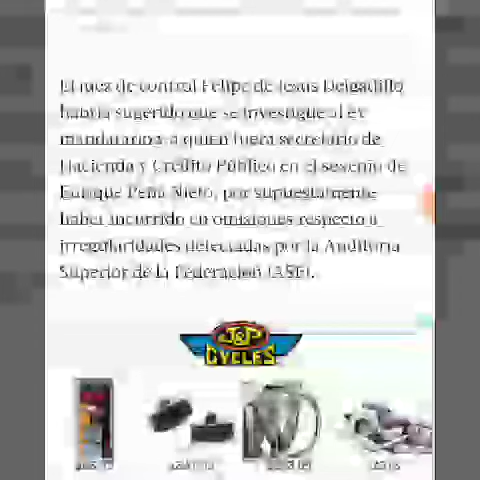 El juez de control Felipe de Jesús Delgadillo
habría sugerido que se investigue al ex
mandatario y a quien fuera secretario de
Hacienda y Crédito Público en el sexenio de
Enrique Peña Nieto, por supuestamente
haber incurrido en omisiones respecto a
irregularidades detectadas por la Auditoría
Superior de la Federación (ASF).
J&P
CYCLES